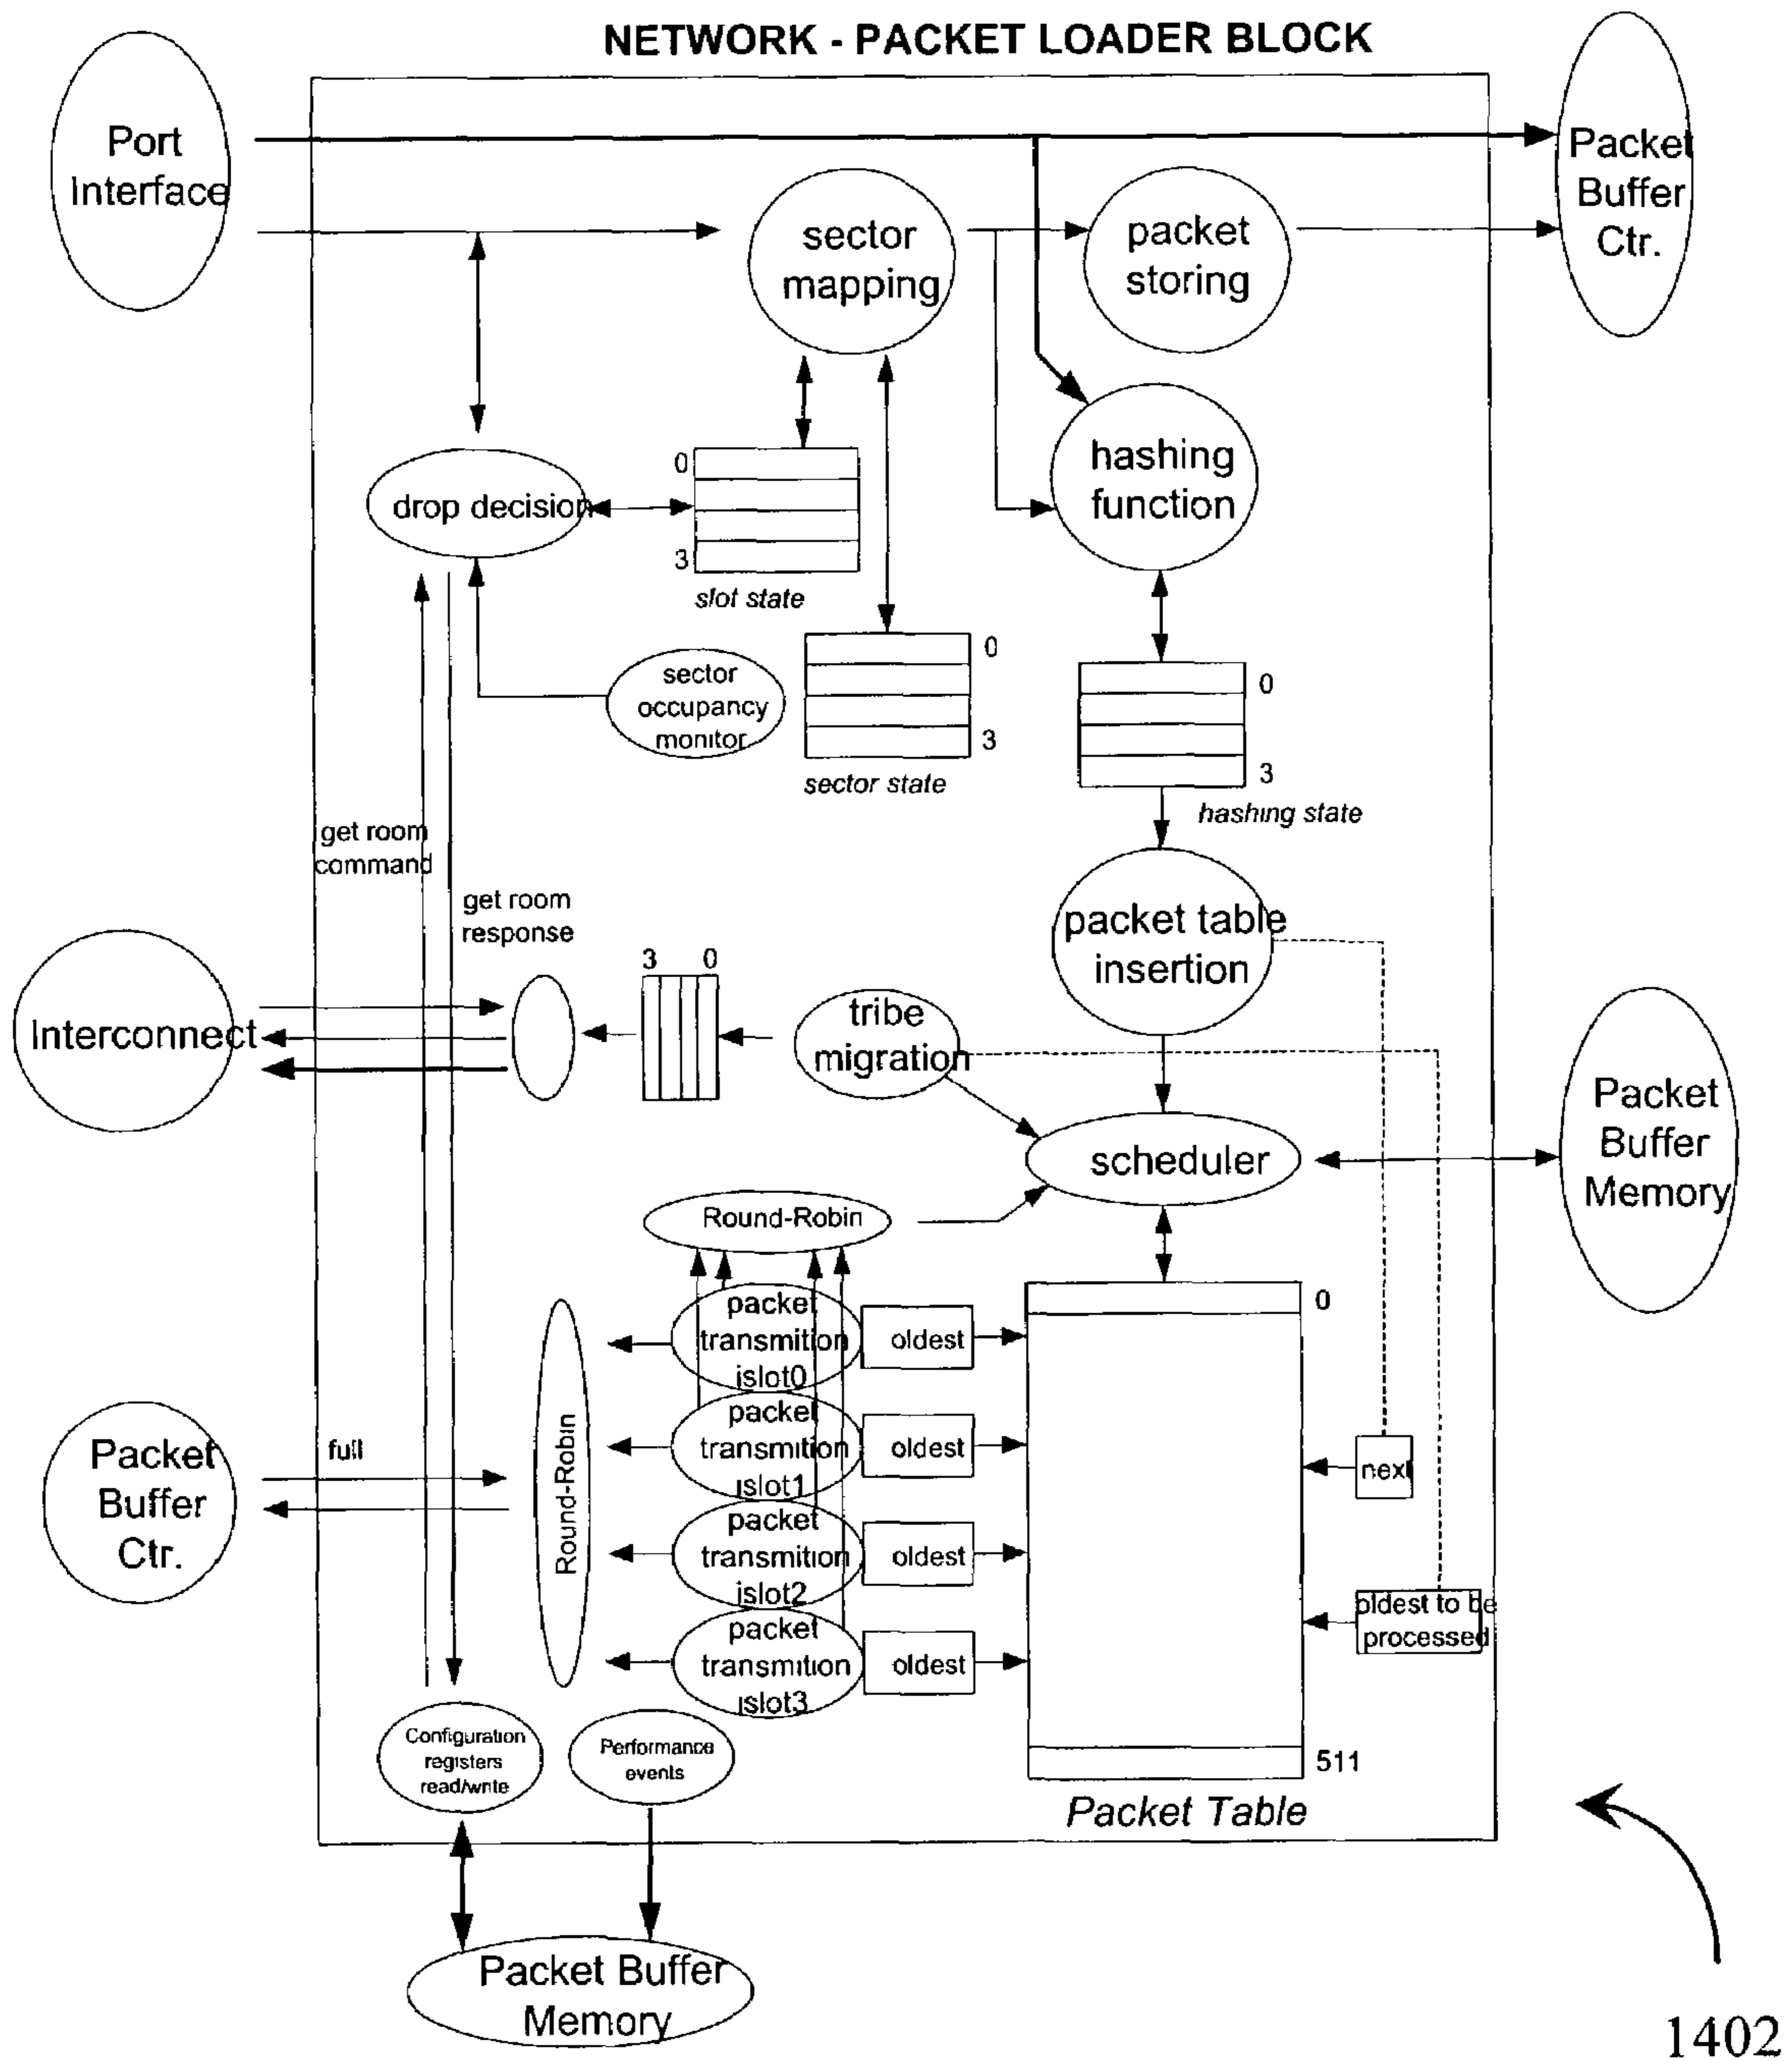 NETWORK - PACKET LOADER BLOCK
Port
Interface
Packet
Buffer
Ctr.
sector
mapping
packet
storing
hashing
function
drop decision
0
3
slot state
sector
occupancy
monitor
0
3
sector state
0
3
hashing state
get room
command
get room
response
packet table
insertion
Interconnect
3 0
tribe
migration
scheduler
Packet
Buffer
Memory
Round-Robin
packet
transmition
islot0
oldest
packet
transmition
islot1
oldest
packet
transmition
islot2
oldest
packet
transmition
islot3
oldest
Round-Robin
0
511
next
oldest to be
processed
Packet
Buffer
Ctr.
full
Configuration
registers
read/write
Performance
events
Packet Table
Packet Buffer
Memory
1402